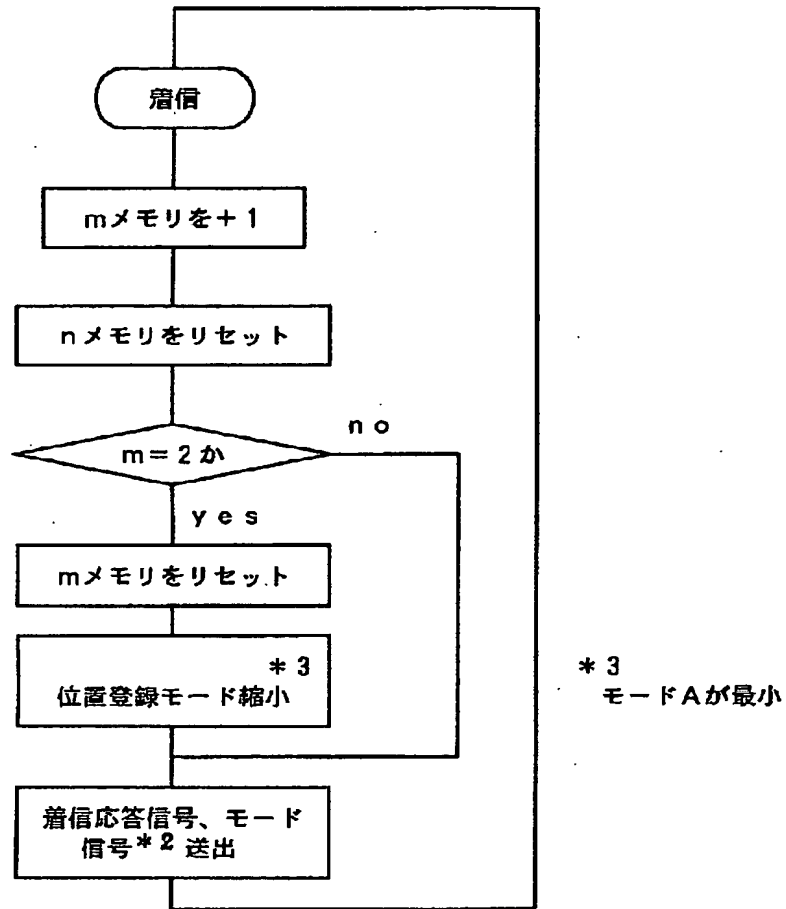 着信
mメモリを+1
nメモリをリセット
no
m=2か
yes
mメモリをリセット
*3
位置登録モード縮小
*3
モードAが最小
着信応答信号、モード
信号*2送出